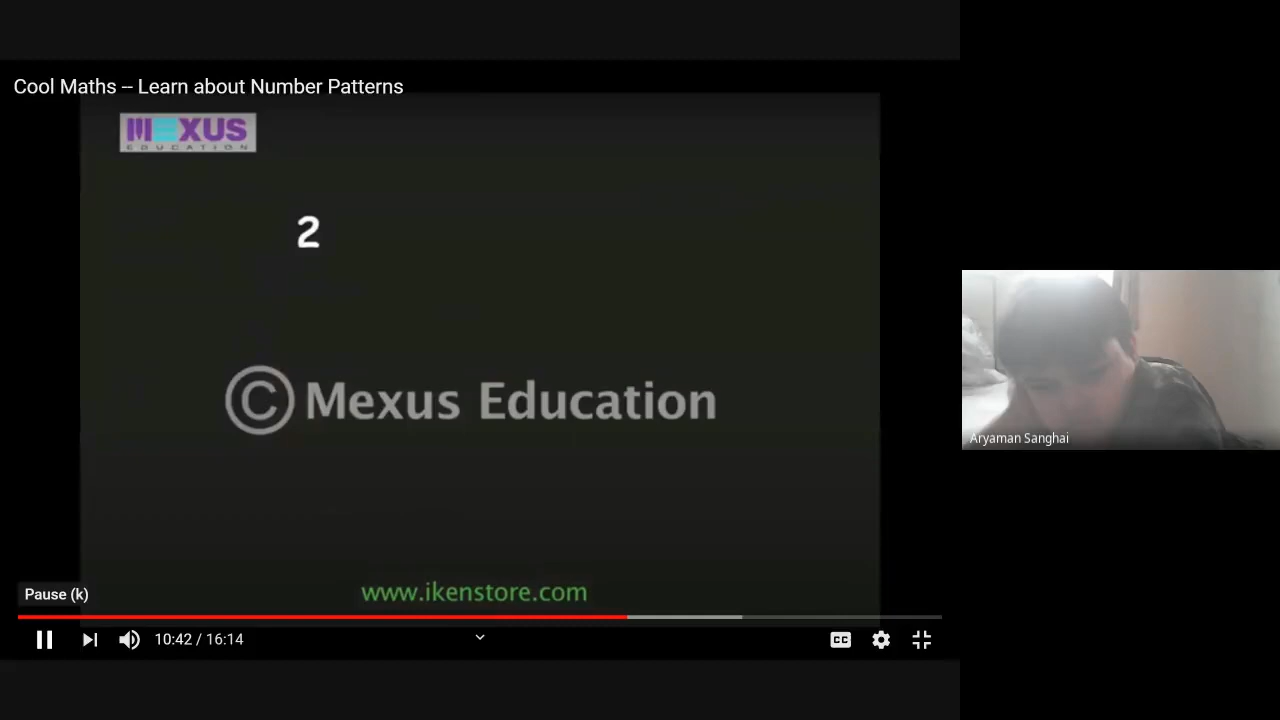 Cool Maths -- Learn about Number Patterns
MEXUS
EDUCATION
2
© Mexus Education
www.ikenstore.com
Pause (k)
10:42 / 16:14
CC
Aryaman Sanghai